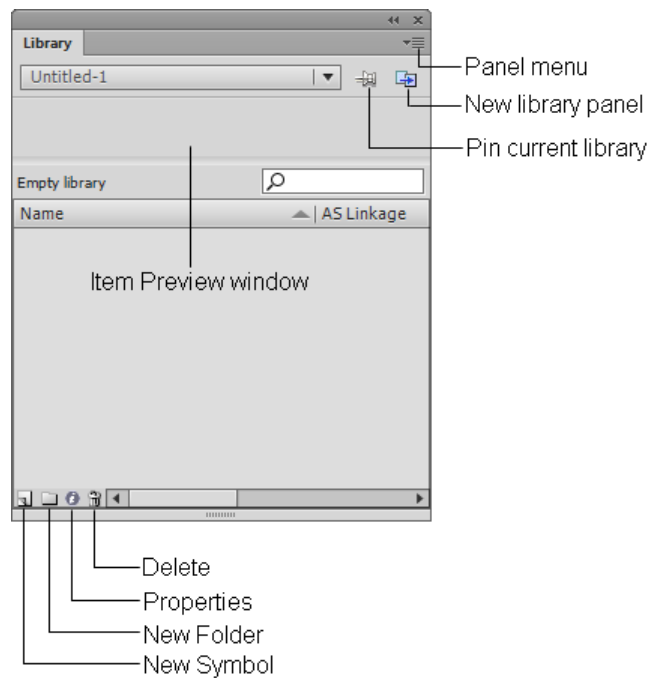 Library
Untitled-1
Panel menu
New library panel
Pin current library
Empty library
Name
AS Linkage
Item Preview window
Delete
Properties
New Folder
New Symbol